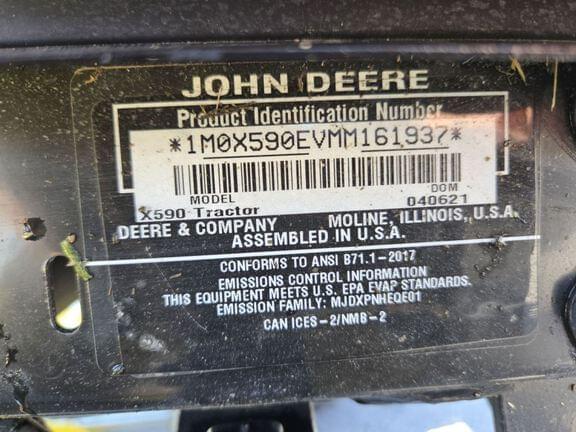 JOHN DEERE
Product Identification Number
*1M0X590EVMM161937*
MODEL DOM
X590 Tractor 040621
DEERE & COMPANY MOLINE, ILLINOIS, U.S.A.
ASSEMBLED IN U.S.A.
CONFORMS TO ANSI B71.1-2017
EMISSIONS CONTROL INFORMATION
THIS EQUIPMENT MEETS U.S. EPA EVAP STANDARDS.
EMISSION FAMILY: MJDXPNHEQE01
CAN ICES-2/NMB-2